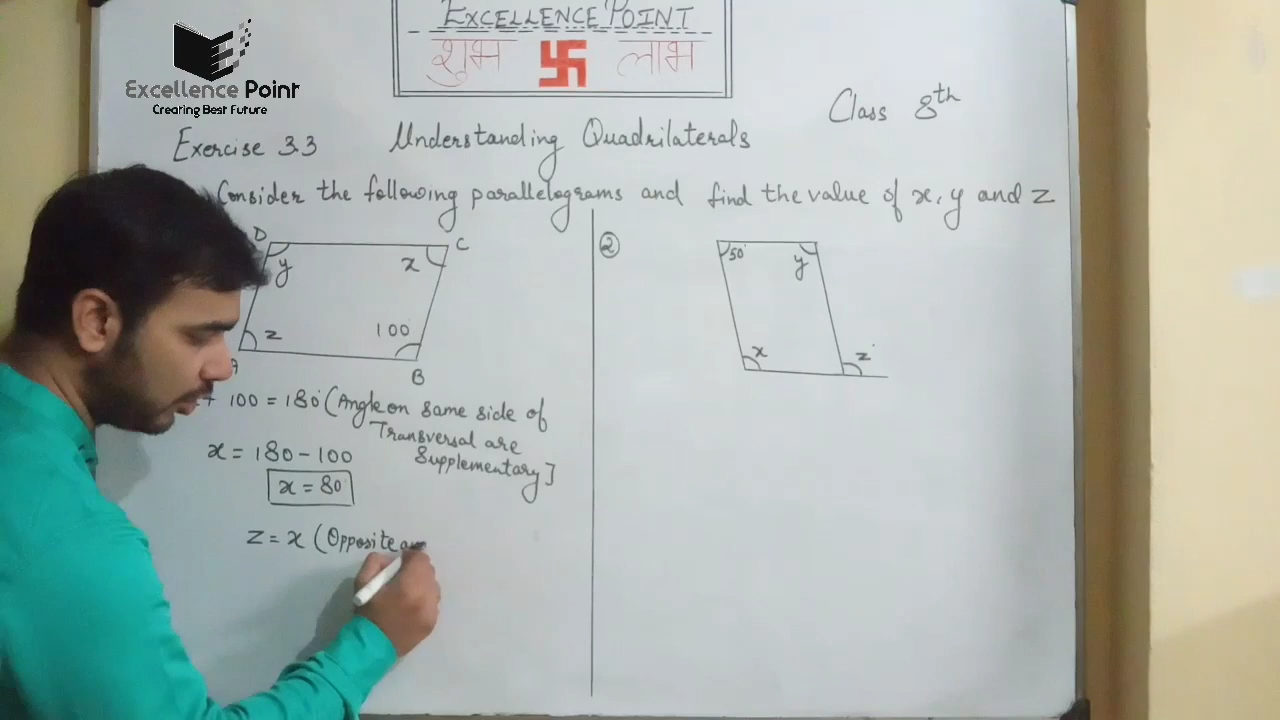 EXCELLENCE POINT
शुभ लाभ
Excellence Point
Creating Best Future
Class 8th
Exercise 3.3 Understanding Quadrilaterals
Consider the following parallelograms and find the value of x, y and z
D C
y x
z 100°
A B
+ 100 = 180° (Angle on same side of
Transversal are
Supplementary]
x = 180 - 100
x = 80°
z = x (Opposite
②
50° y
x z